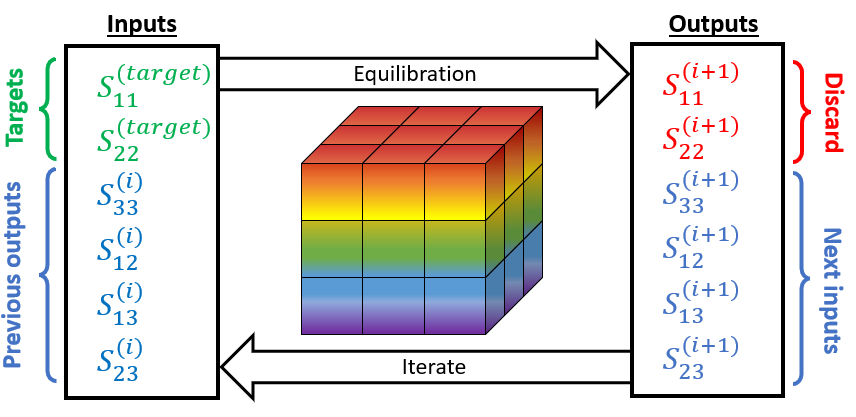 Inputs
Outputs
Targets
Previous outputs
S_{11}^{(target)}
S_{22}^{(target)}
S_{33}^{(i)}
S_{12}^{(i)}
S_{13}^{(i)}
S_{23}^{(i)}
Equilibration
Iterate
S_{11}^{(i+1)}
S_{22}^{(i+1)}
S_{33}^{(i+1)}
S_{12}^{(i+1)}
S_{13}^{(i+1)}
S_{23}^{(i+1)}
Discard
Next inputs